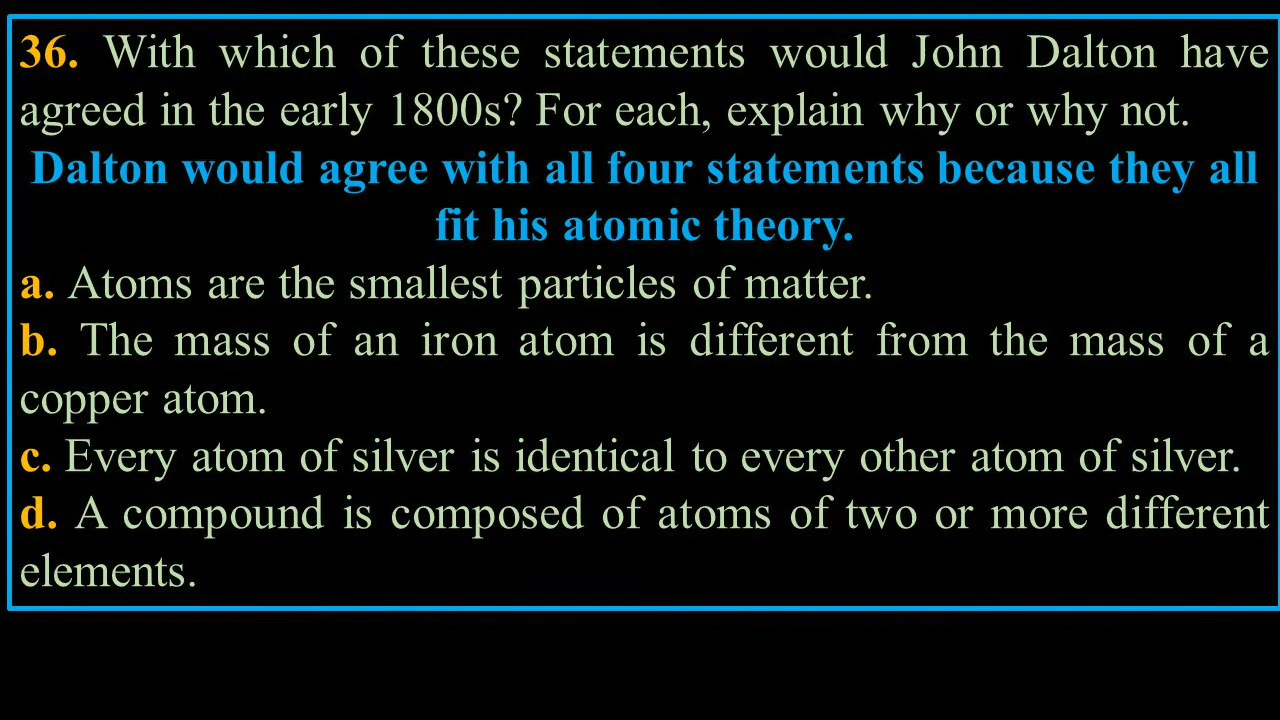 36. With which of these statements would John Dalton have
agreed in the early 1800s? For each, explain why or why not.
Dalton would agree with all four statements because they all
fit his atomic theory.
a. Atoms are the smallest particles of matter.
b. The mass of an iron atom is different from the mass of a
copper atom.
c. Every atom of silver is identical to every other atom of silver.
d. A compound is composed of atoms of two or more different
elements.